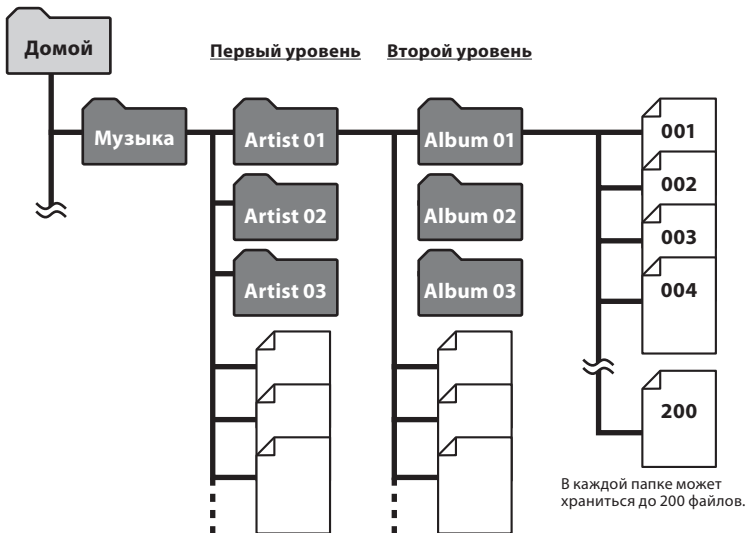 Домой
Первый уровень
Второй уровень
Музыка
Artist 01
Album 01
001
002
Artist 02
Album 02
003
Artist 03
Album 03
004
200
В каждой папке может
храниться до 200 файлов.